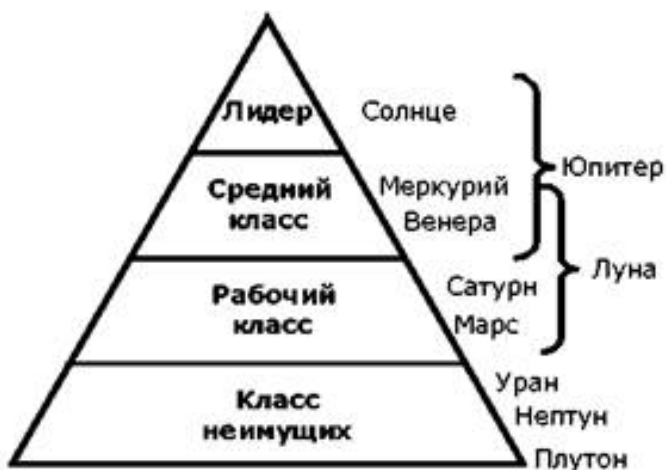 Лидер
Солнце
Юпитер
Средний
класс
Меркурий
Венера
Луна
Рабочий
класс
Сатурн
Марс
Класс
неимущих
Уран
Нептун
Плутон